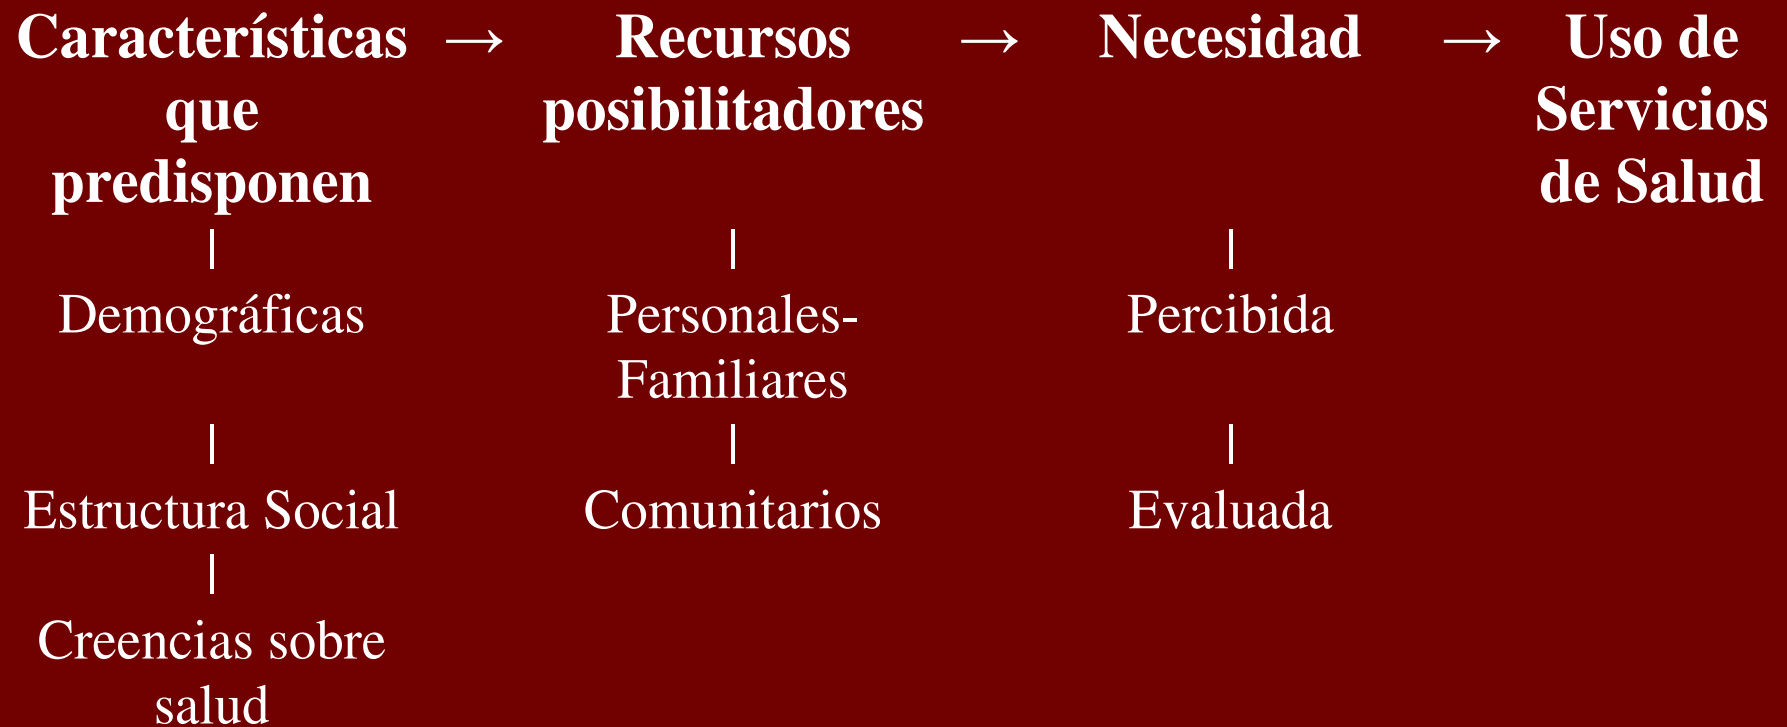 Características → Recursos → Necesidad → Uso de
que posibilitadores Servicios
predisponen de Salud
Demográficas Personales- Percibida
Familiares
Estructura Social Comunitarios Evaluada
Creencias sobre
salud